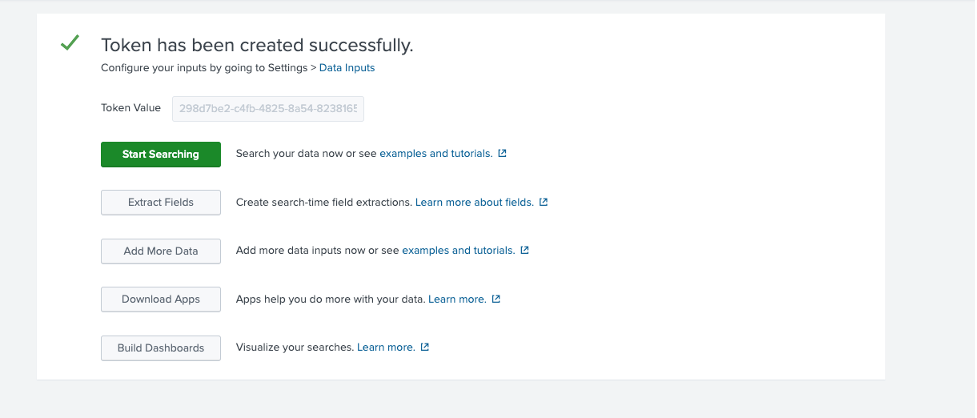 Token has been created successfully.
Configure your inputs by going to Settings > Data Inputs
Token Value 298d7be2-c4fb-4825-8a54-8238165
Start Searching Search your data now or see examples and tutorials.
Extract Fields Create search-time field extractions. Learn more about fields.
Add More Data Add more data inputs now or see examples and tutorials.
Download Apps Apps help you do more with your data. Learn more.
Build Dashboards Visualize your searches. Learn more.